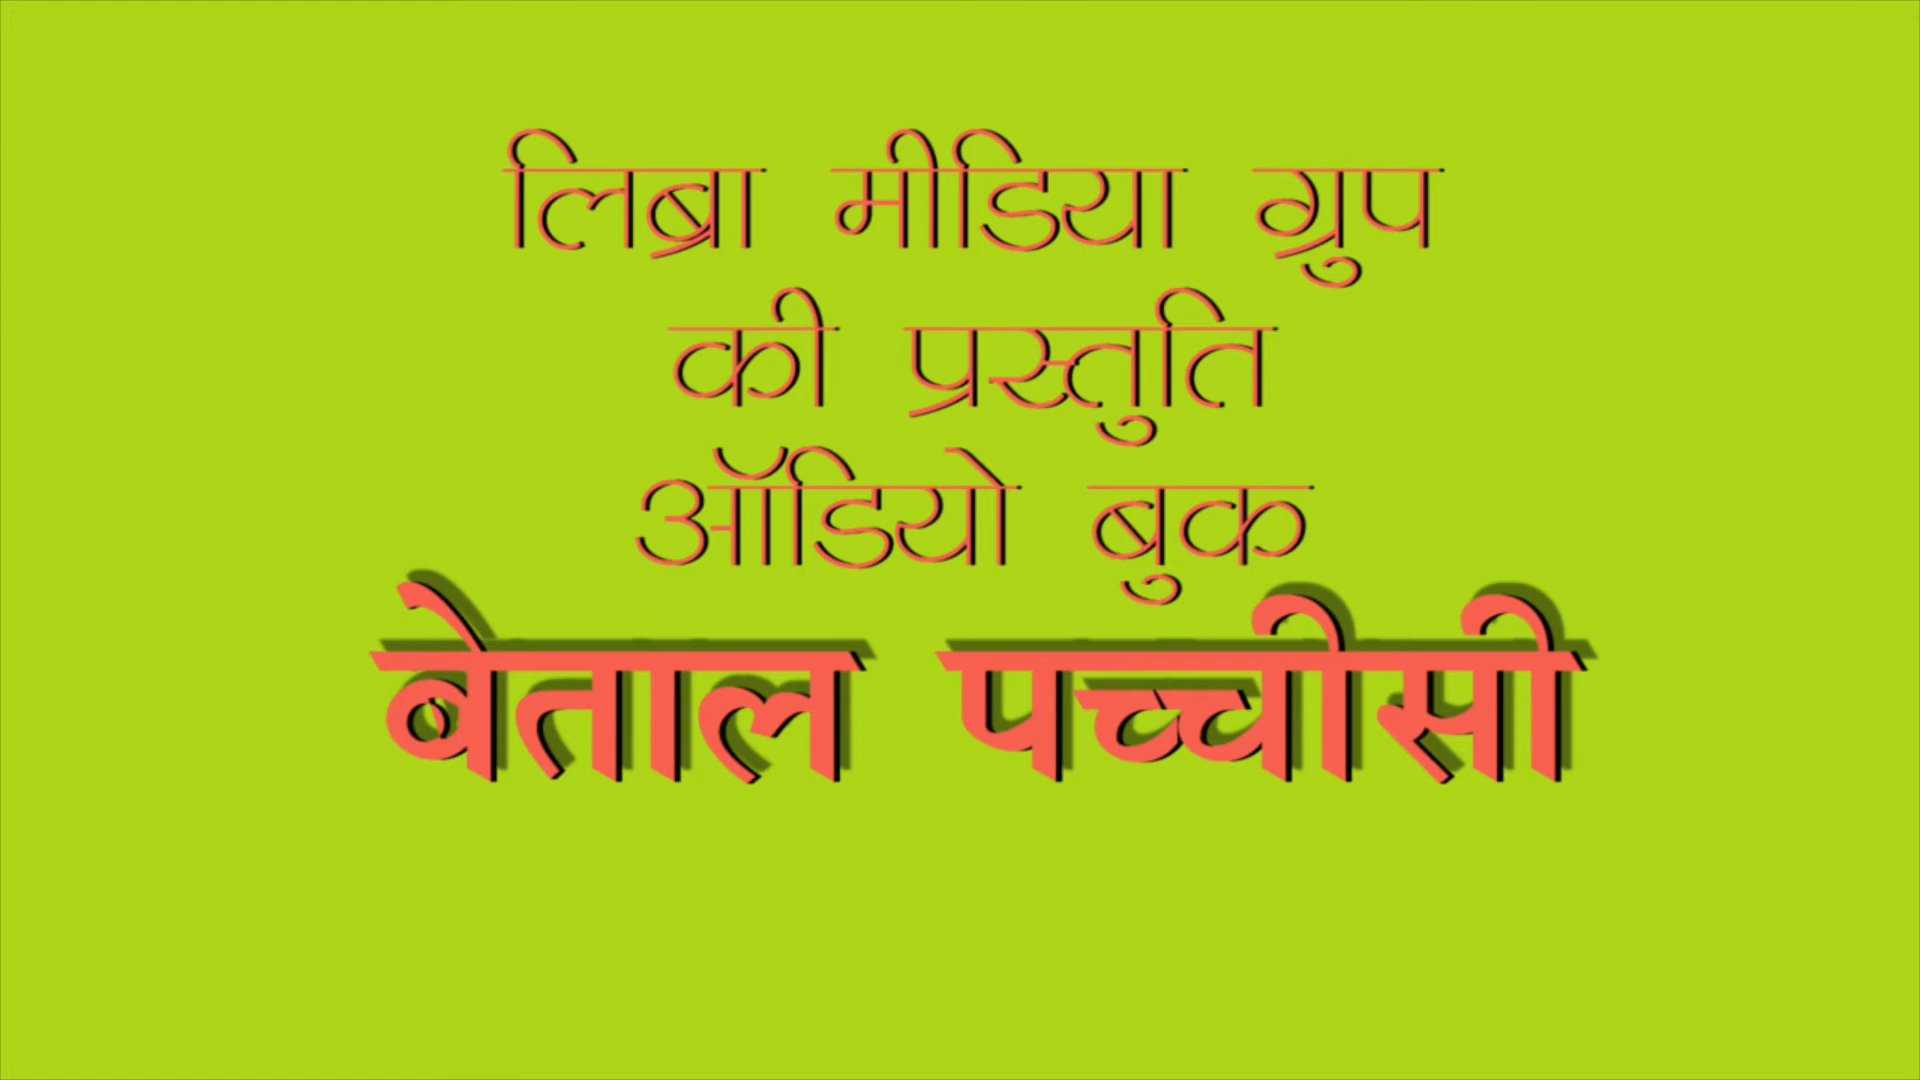 लिब्रा मीडिया ग्रुप
की प्रस्तुति
ऑडियो बुक
बेताल पच्चीसी